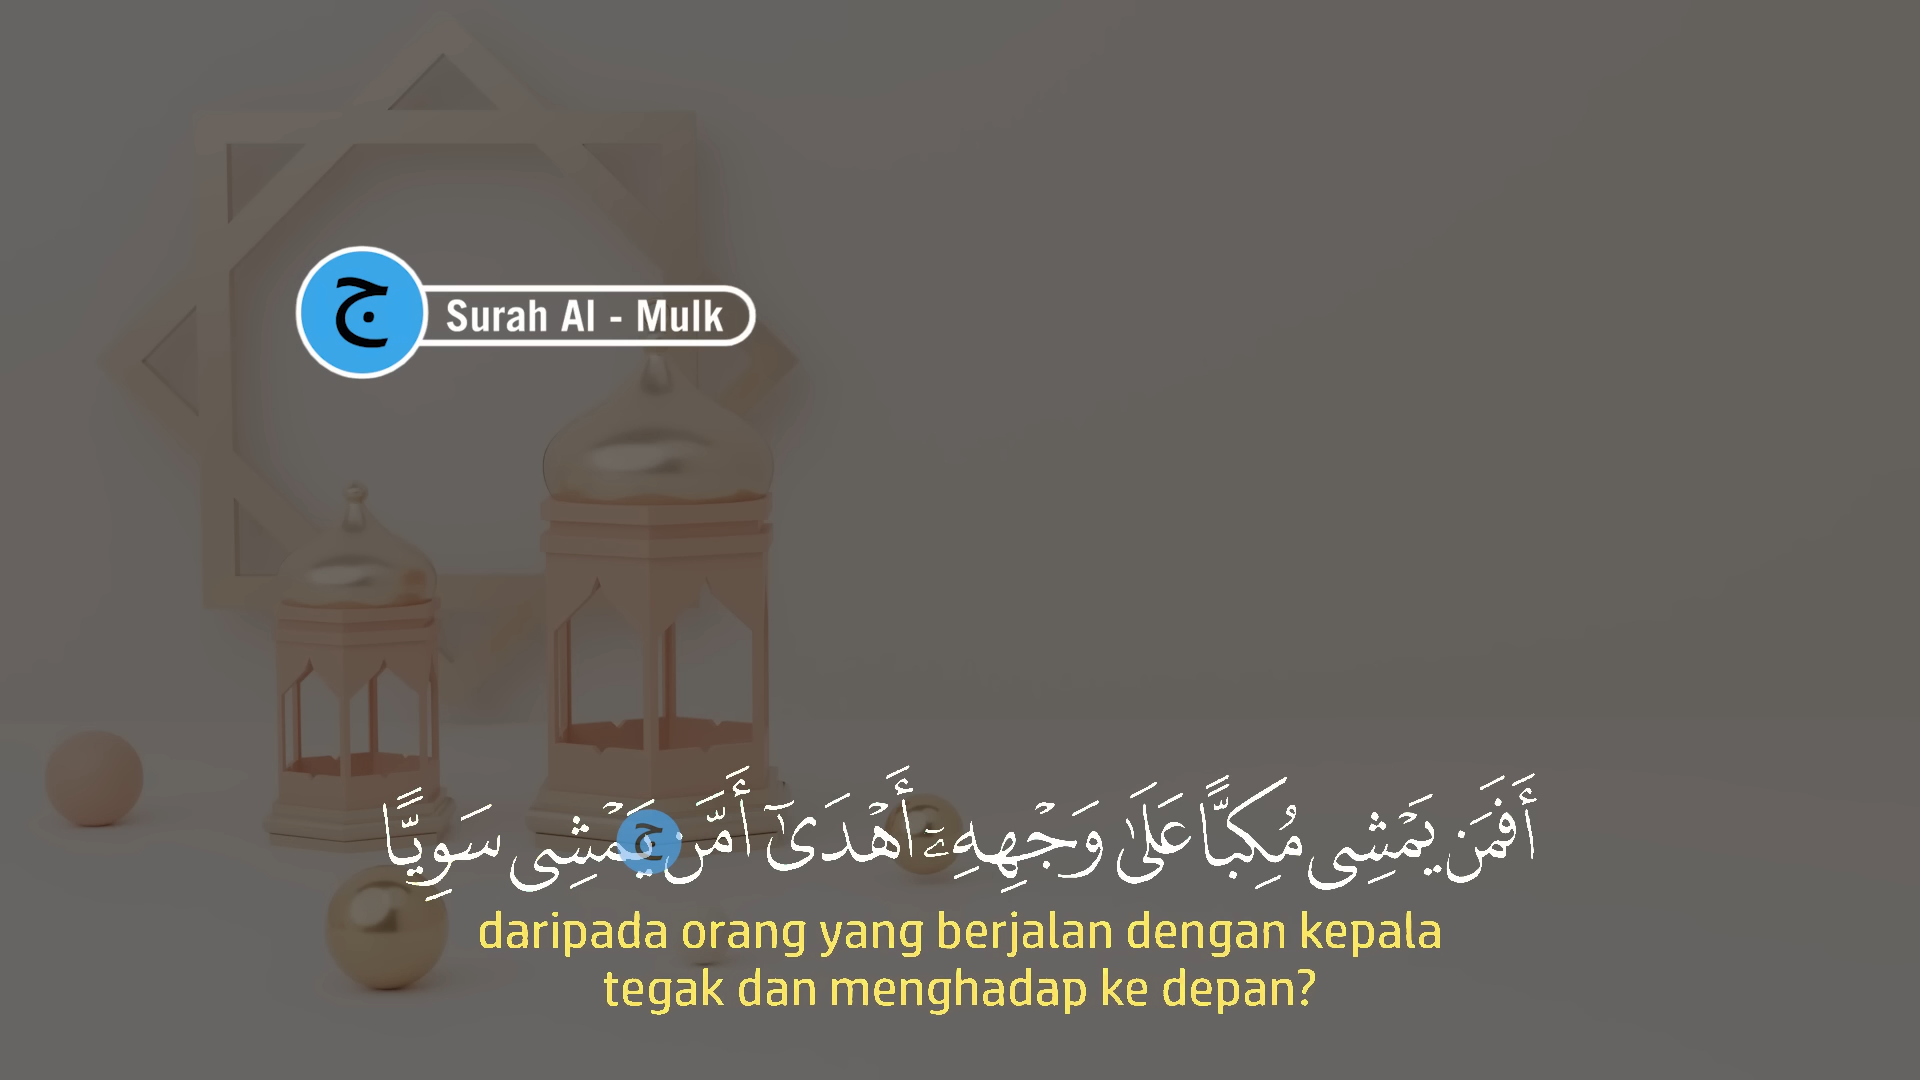 ج
Surah Al - Mulk
أَفَمَن يَمْشِى مُكِبًّا عَلَىٰ وَجْهِهِۦٓ أَهْدَىٰٓ أَمَّن يَمْشِى سَوِيًّا
ج
daripada orang yang berjalan dengan kepala
tegak dan menghadap ke depan?